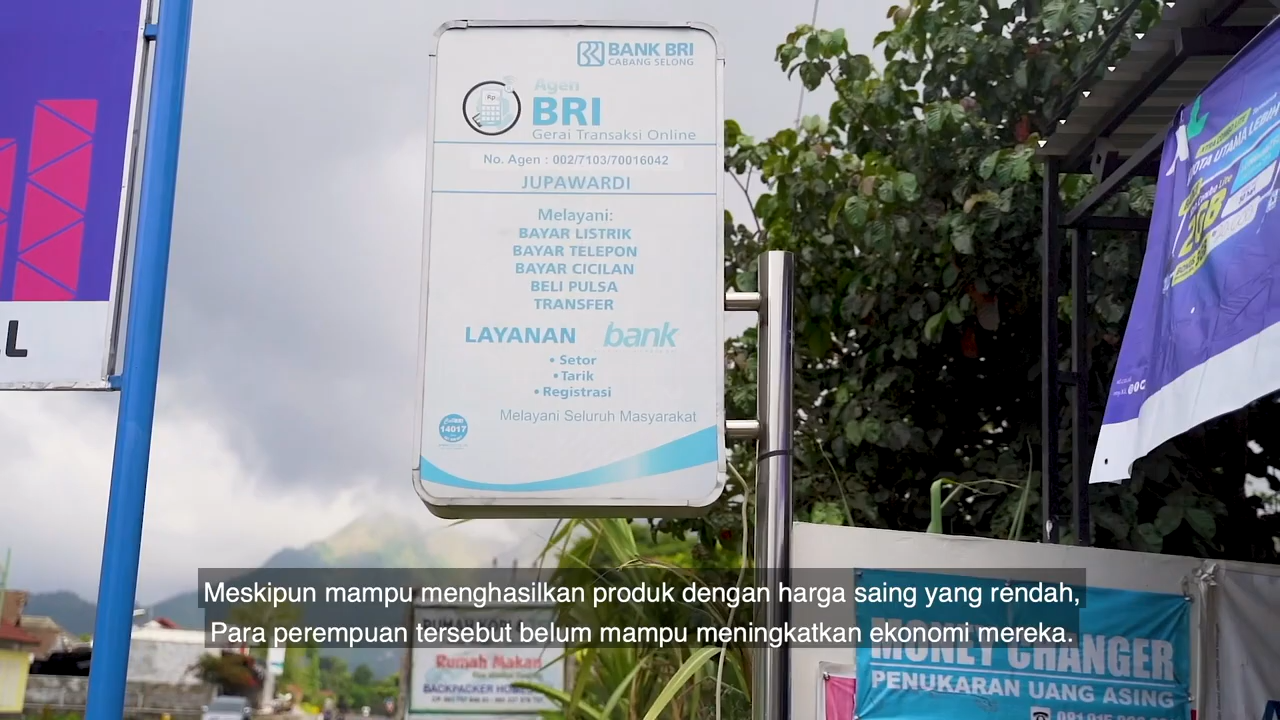 BANK BRI
CABANG SELONG
Agen
BRI
Gerai Transaksi Online
No. Agen : 002/7103/70016042
JUPAWARDI
Melayani:
BAYAR LISTRIK
BAYAR TELEPON
BAYAR CICILAN
BELI PULSA
TRANSFER
LAYANAN bank
• Setor
• Tarik
• Registrasi
Melayani Seluruh Masyarakat
14017
UTAMA LEBIH
2GB
Meskipun mampu menghasilkan produk dengan harga saing yang rendah,
Para perempuan tersebut belum mampu meningkatkan ekonomi mereka.
Rumah Makan
BACKPACKER
MONEY CHANGER
PENUKARAN UANG ASING